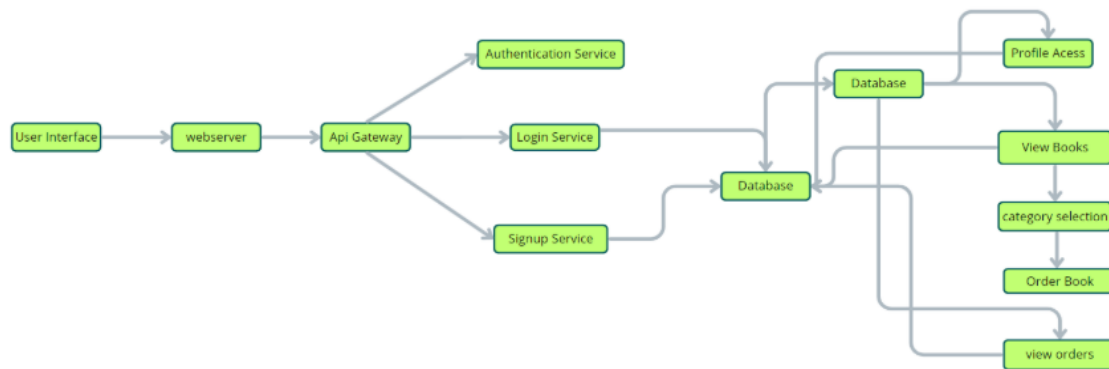 User Interface
webserver
Api Gateway
Authentication Service
Login Service
Signup Service
Database
Database
Profile Acess
View Books
category selection
Order Book
view orders